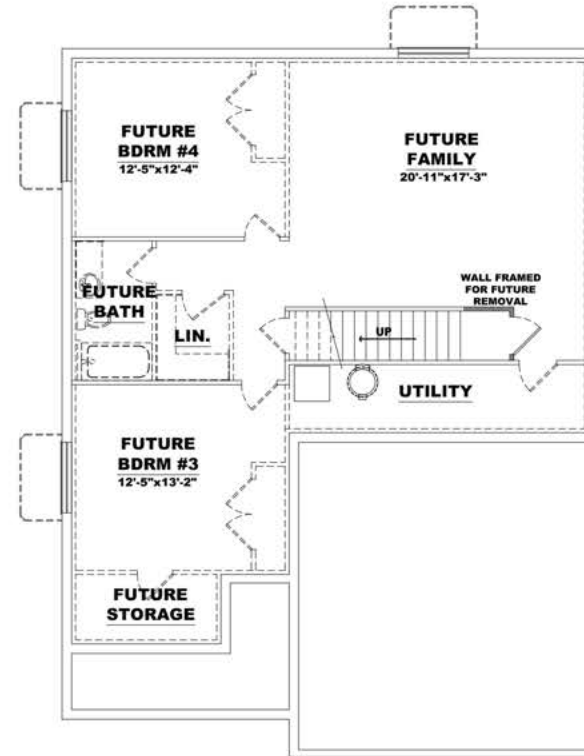 FUTURE
BDRM #4
12'-5"x12'-4"
FUTURE
FAMILY
20'-11"x17'-3"
FUTURE
BATH
LIN.
WALL FRAMED
FOR FUTURE
REMOVAL
UP
UTILITY
FUTURE
BDRM #3
12'-5"x13'-2"
FUTURE
STORAGE